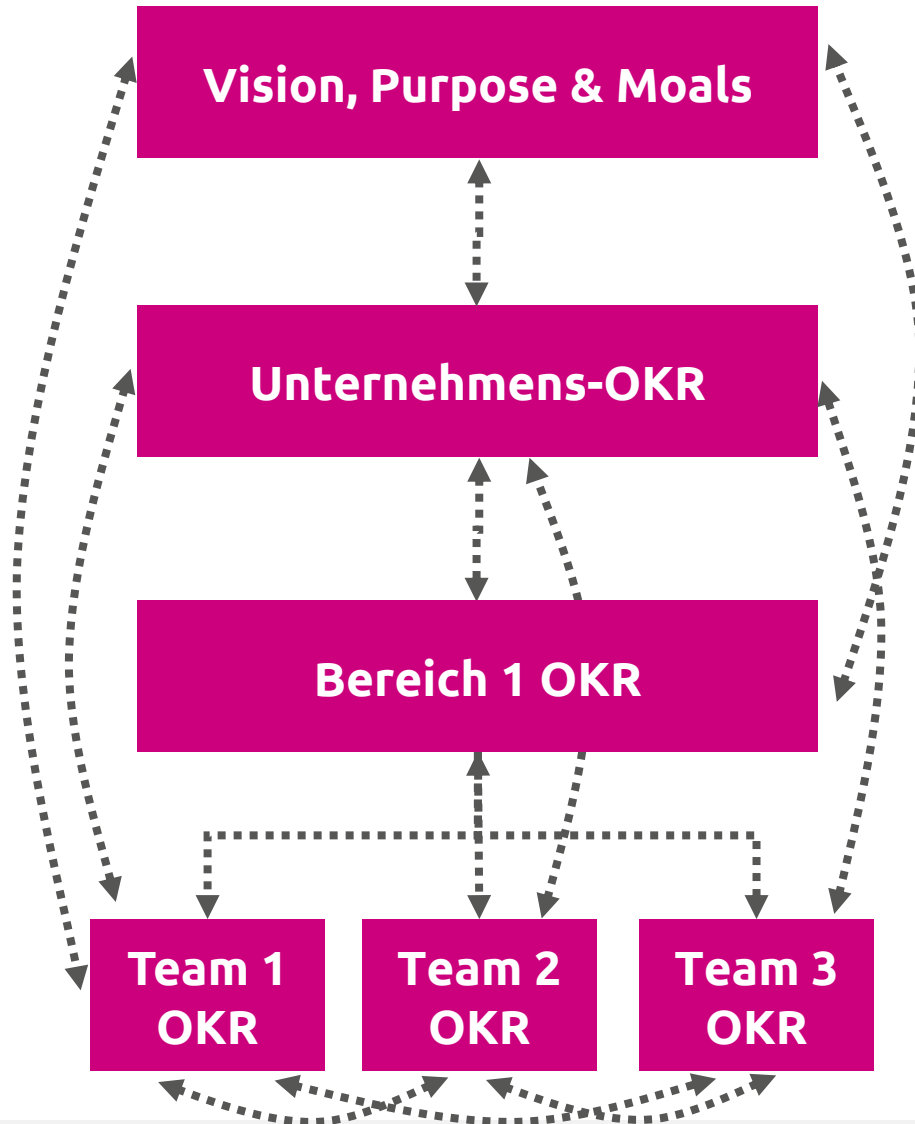 Vision, Purpose & Moals
Unternehmens-OKR
Bereich 1 OKR
Team 1
OKR
Team 2
OKR
Team 3
OKR